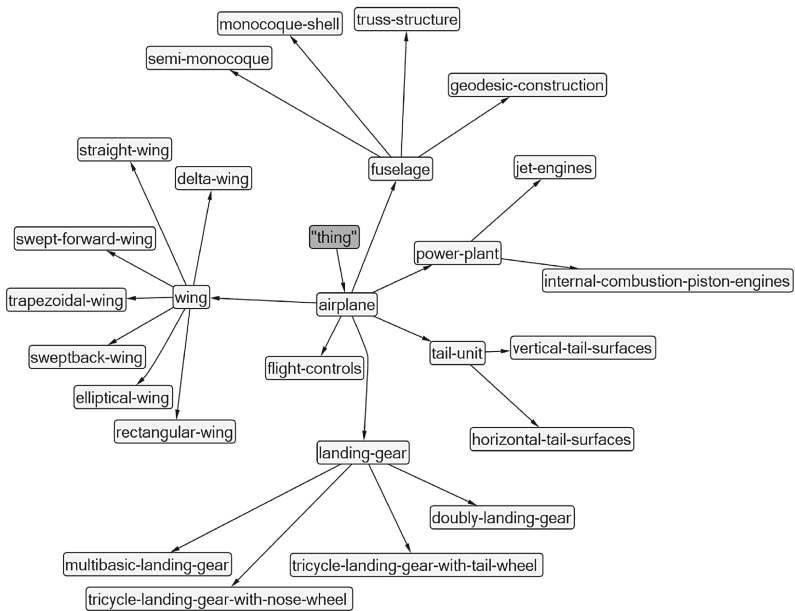 truss-structure
monocoque-shell
semi-monocoque
geodesic-construction
straight-wing
fuselage
jet-engines
delta-wing
"thing"
swept-forward-wing
power-plant
internal-combustion-piston-engines
wing
trapezoidal-wing
airplane
vertical-tail-surfaces
tail-unit
sweptback-wing
flight-controls
elliptical-wing
rectangular-wing
horizontal-tail-surfaces
landing-gear
doubly-landing-gear
multibasic-landing-gear
tricycle-landing-gear-with-tail-wheel
tricycle-landing-gear-with-nose-wheel